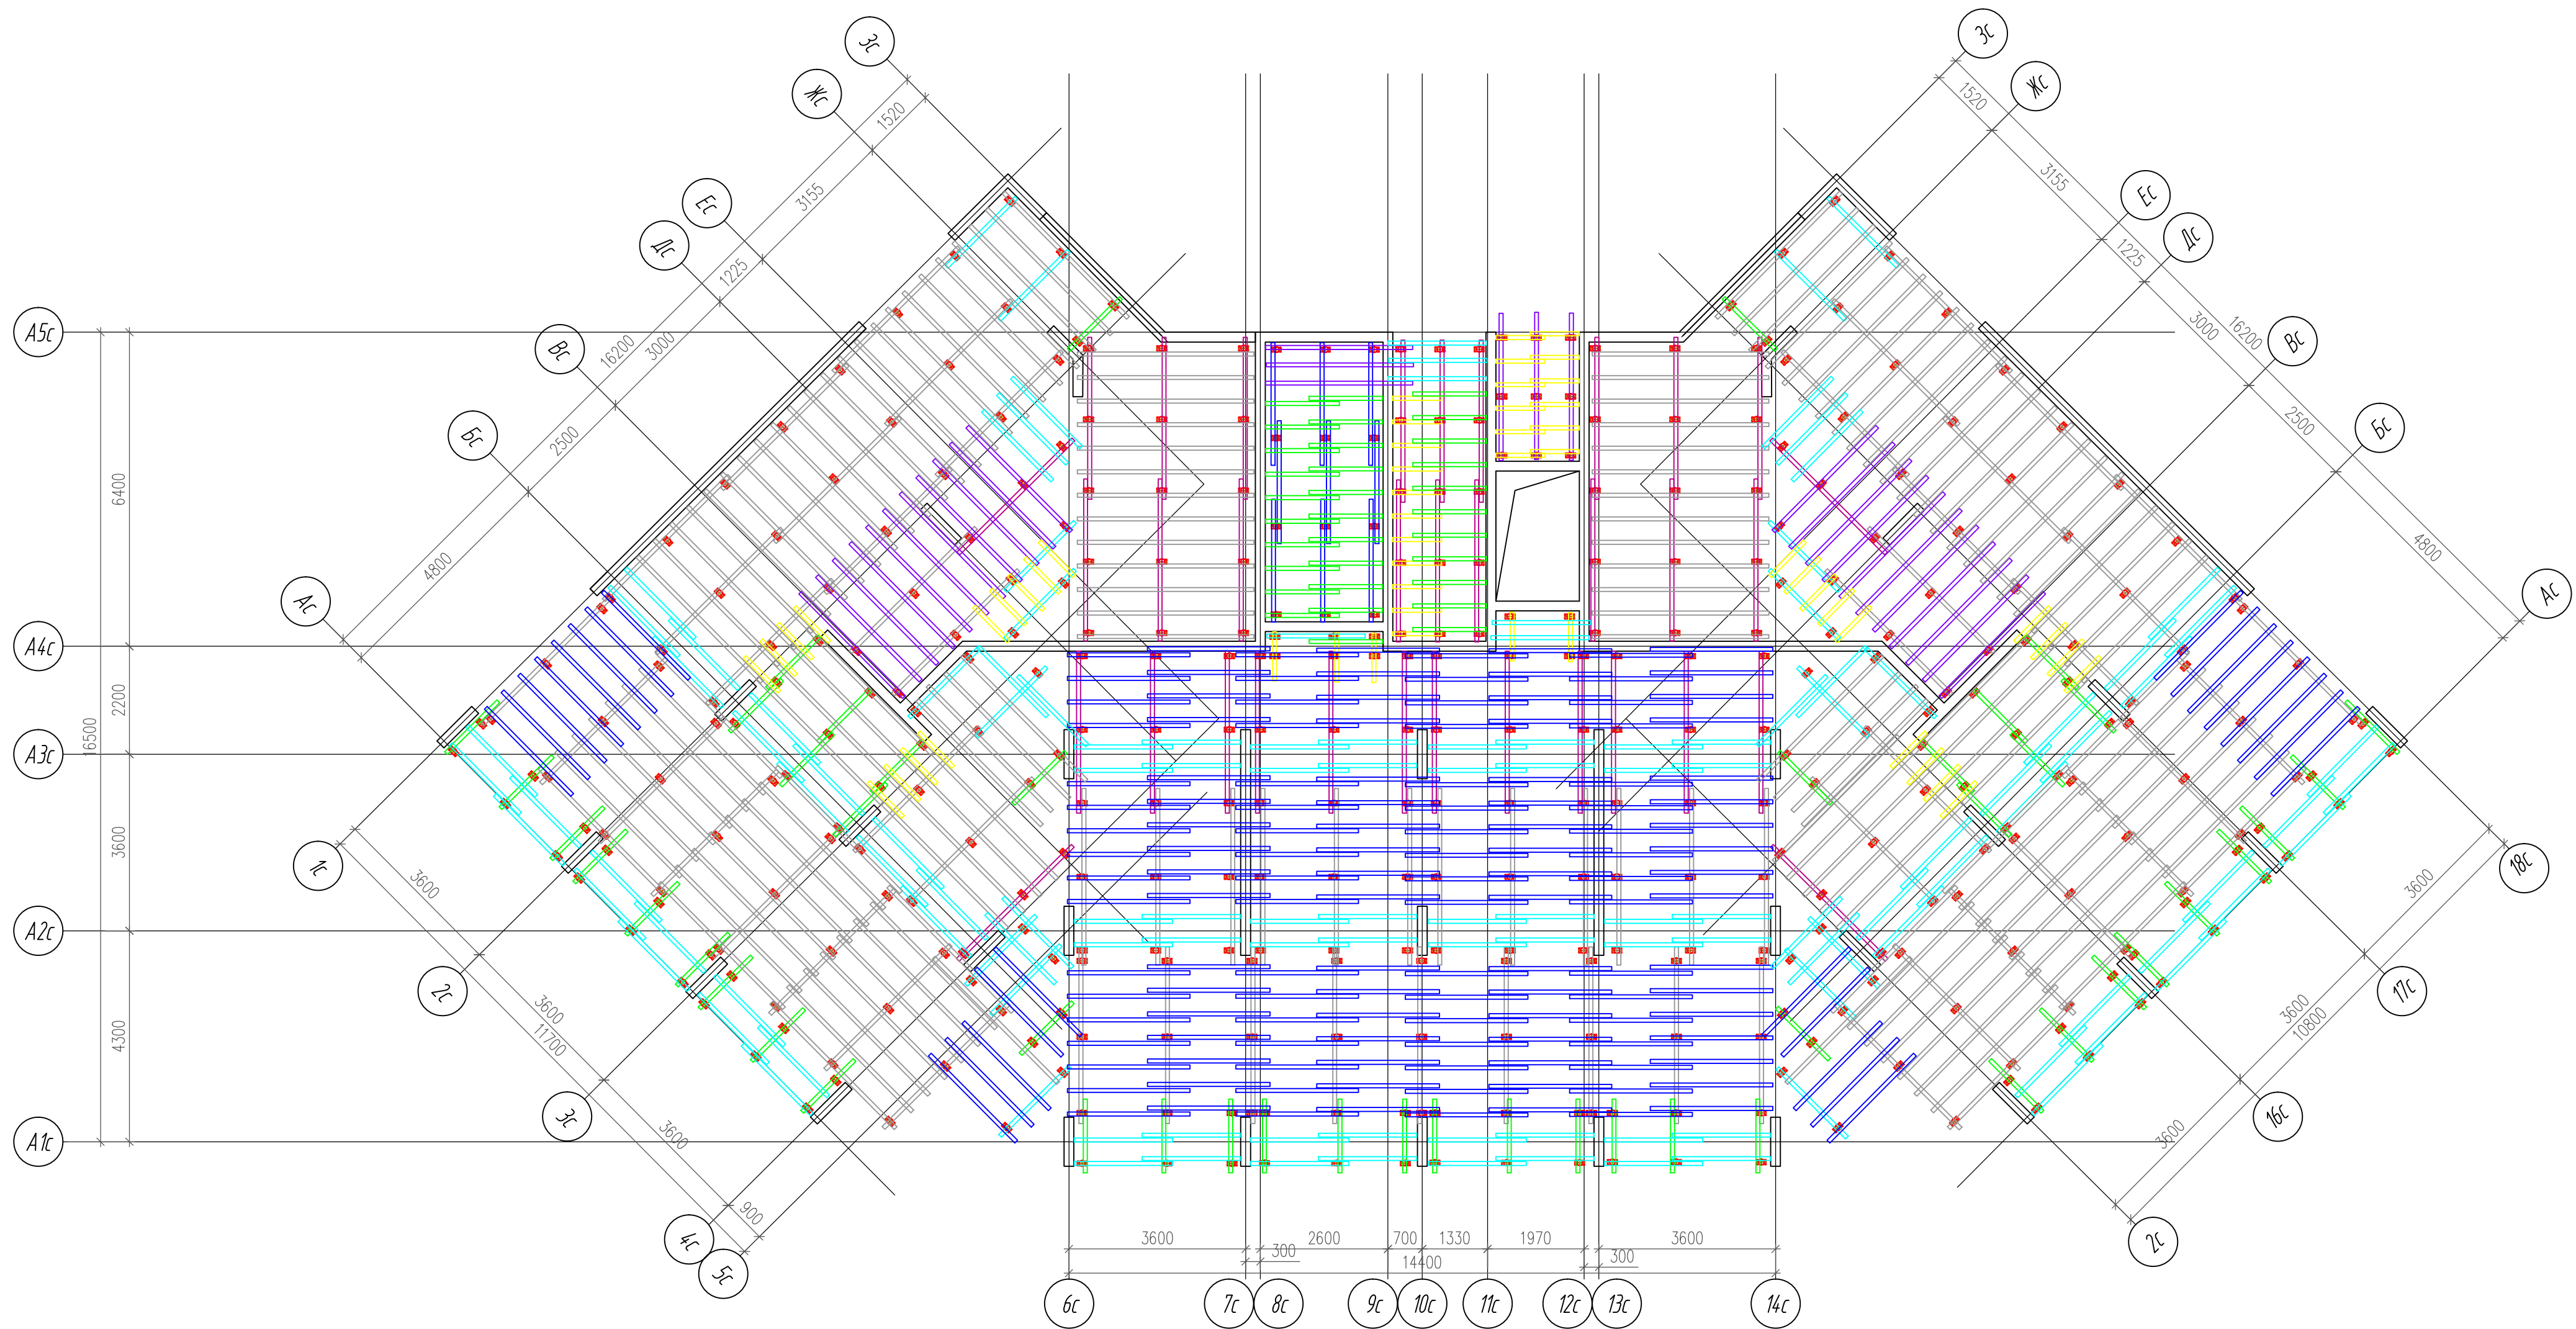 3с
Жс
Ес
Дс
Вс
Бс
Ас
1520
3155
1225
3000
16200
2500
4800
3с
Жс
Ес
Дс
Вс
Бс
Ас
1520
3155
1225
3000
16200
2500
4800
А5с
А4с
А3с
А2с
А1с
6400
2200
16500
3600
4300
1с
2с
3с
4с
5с
3600
3600
11700
3600
900
18с
17с
16с
2с
3600
3600
10800
3600
3600
300
2600
700
1330
1970
300
3600
14400
6с
7с
8с
9с
10с
11с
12с
13с
14с